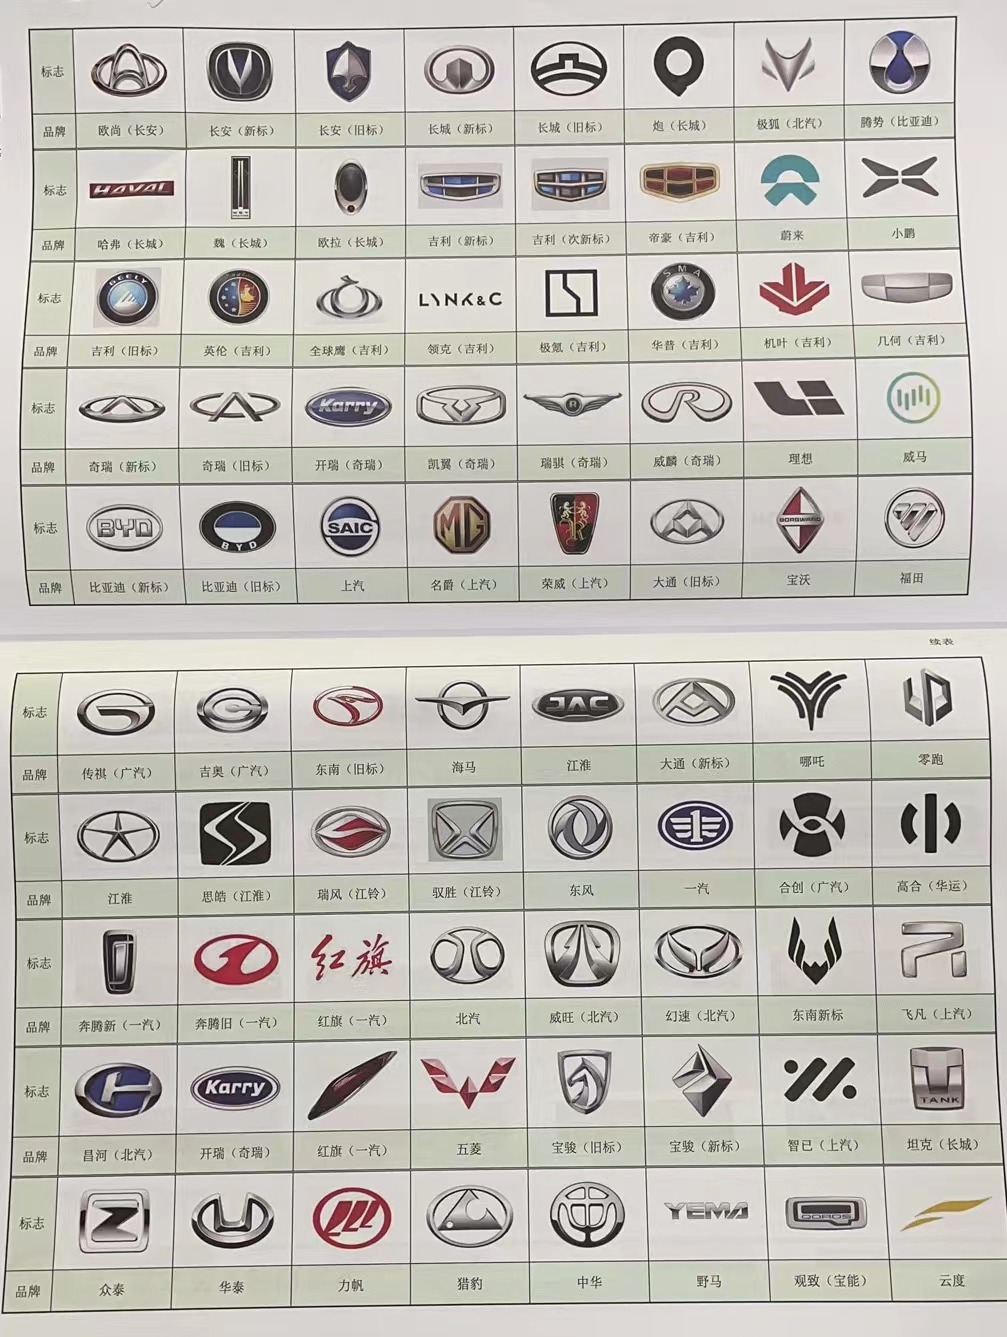 标志
品牌 欧尚（长安） 长安（新标） 长安（旧标） 长城（新标） 长城（旧标） 炮（长城） 极狐（北汽） 腾势（比亚迪）
标志 HAVAL
品牌 哈弗（长城） 魏（长城） 欧拉（长城） 吉利（新标） 吉利（次新标） 帝豪（吉利） 蔚来 小鹏
标志 GEELY LYNK&C SMA
品牌 吉利（旧标） 英伦（吉利） 全球鹰（吉利） 领克（吉利） 极氪（吉利） 华普（吉利） 机叶（吉利） 几何（吉利）
标志 Karry R
品牌 奇瑞（新标） 奇瑞（旧标） 开瑞（奇瑞） 凯翼（奇瑞） 瑞骐（奇瑞） 威麟（奇瑞） 理想 威马
标志 BYD BYD SAIC MG R BORGWARD
品牌 比亚迪（新标） 比亚迪（旧标） 上汽 名爵（上汽） 荣威（上汽） 大通（旧标） 宝沃 福田
续表
标志 JAC
品牌 传祺（广汽） 吉奥（广汽） 东南（旧标） 海马 江淮 大通（新标） 哪吒 零跑
标志 1
品牌 江淮 思皓（江淮） 瑞风（江铃） 驭胜（江铃） 东风 一汽 合创（广汽） 高合（华运）
标志 红旗
品牌 奔腾新（一汽） 奔腾旧（一汽） 红旗（一汽） 北汽 威旺（北汽） 幻速（北汽） 东南新标 飞凡（上汽）
标志 Karry TANK
品牌 昌河（北汽） 开瑞（奇瑞） 红旗（一汽） 五菱 宝骏（旧标） 宝骏（新标） 智已（上汽） 坦克（长城）
标志 YEMA QOROS
品牌 众泰 华泰 力帆 猎豹 中华 野马 观致（宝能） 云度